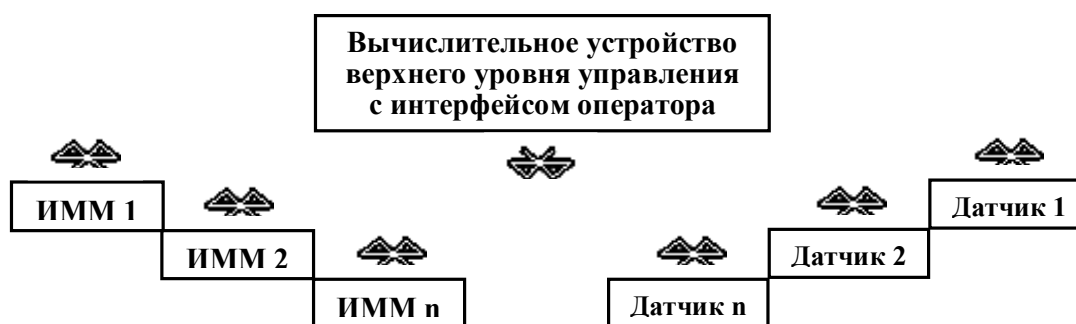 Вычислительное устройство
верхнего уровня управления
с интерфейсом оператора
ИММ 1
ИММ 2
ИММ n
Датчик n
Датчик 2
Датчик 1